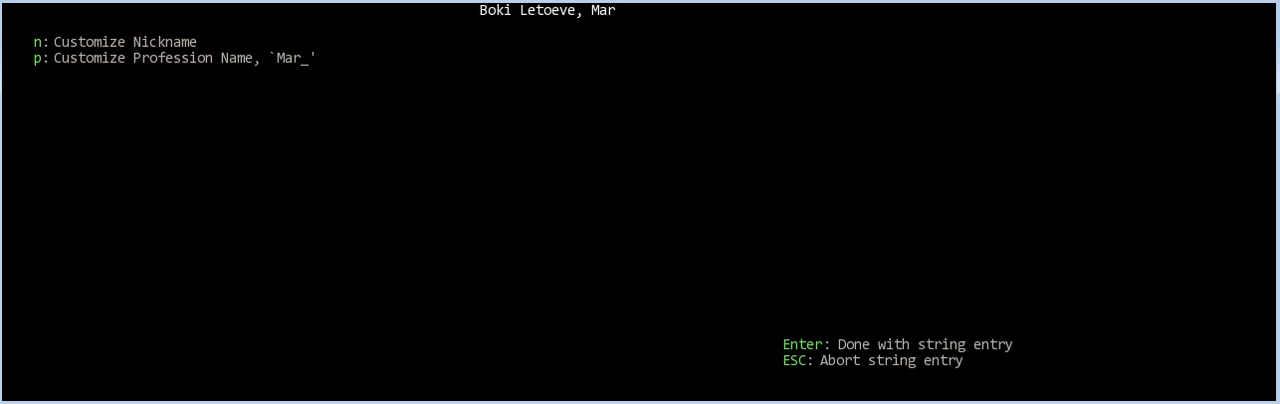 Boki Letoeve, Mar
n: Customize Nickname
p: Customize Profession Name, `Mar_'
Enter: Done with string entry
ESC: Abort string entry